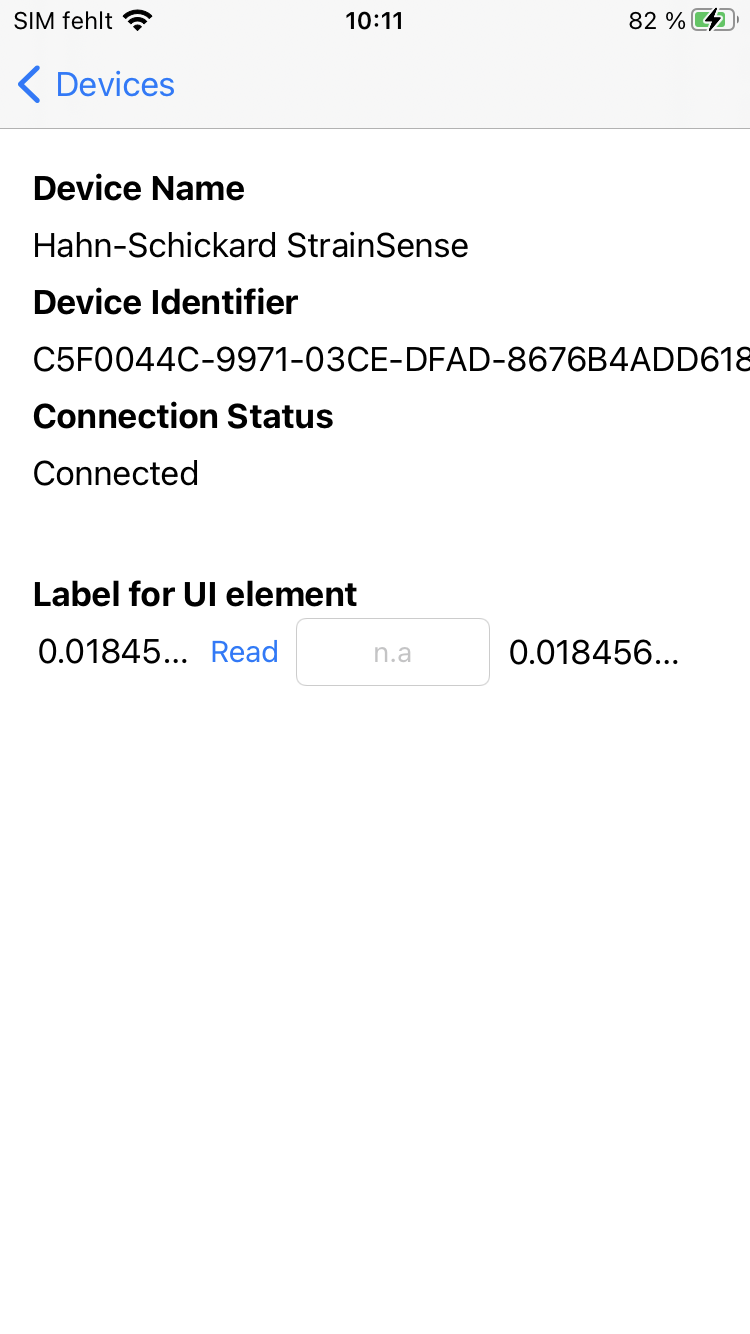 SIM fehlt 10:11 82 %
Devices
Device Name
Hahn-Schickard StrainSense
Device Identifier
C5F0044C-9971-03CE-DFAD-8676B4ADD618
Connection Status
Connected
Label for UI element
0.01845... Read n.a 0.018456...